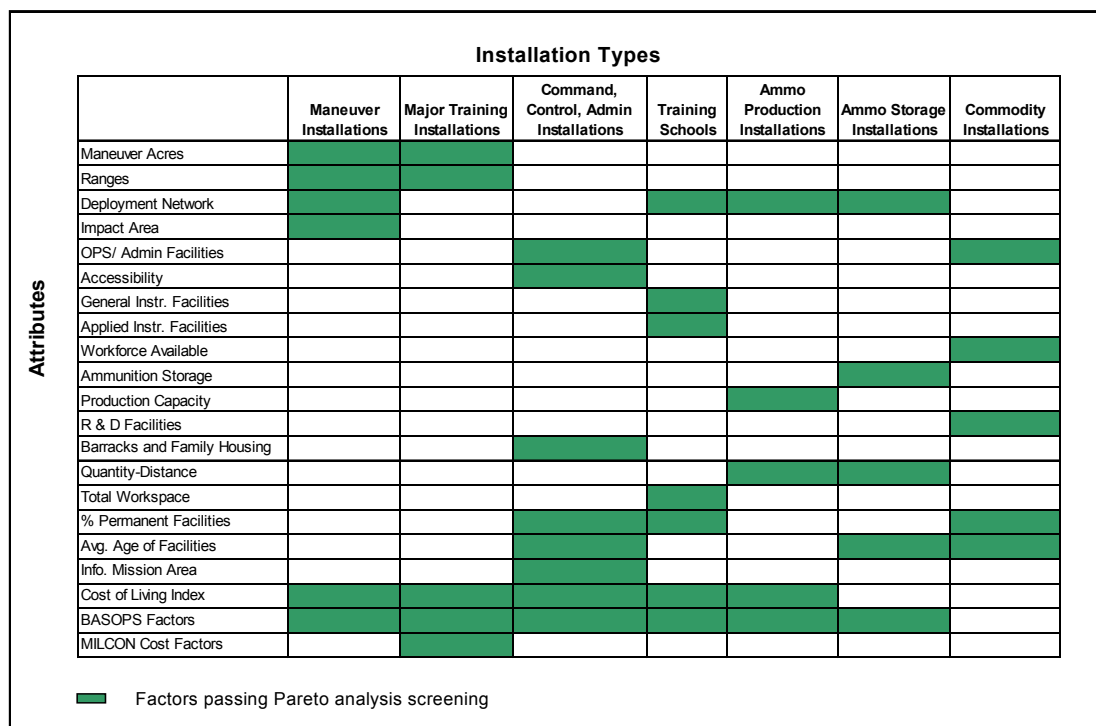 Installation Types
Maneuver
Installations
Major Training
Installations
Command,
Control, Admin
Installations
Training
Schools
Ammo
Production
Installations
Ammo Storage
Installations
Commodity
Installations
Attributes
Maneuver Acres
Ranges
Deployment Network
Impact Area
OPS/ Admin Facilities
Accessibility
General Instr. Facilities
Applied Instr. Facilities
Workforce Available
Ammunition Storage
Production Capacity
R & D Facilities
Barracks and Family Housing
Quantity-Distance
Total Workspace
% Permanent Facilities
Avg. Age of Facilities
Info. Mission Area
Cost of Living Index
BASOPS Factors
MILCON Cost Factors
Factors passing Pareto analysis screening